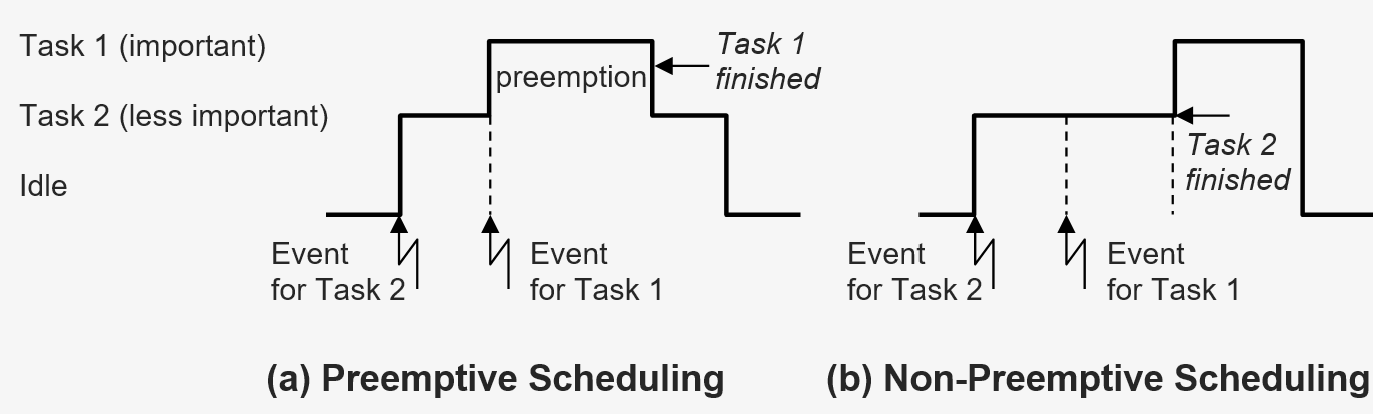 Task 1 (important)
Task 2 (less important)
Idle
preemption
Task 1
finished
Event
for Task 2
Event
for Task 1
(a) Preemptive Scheduling
Task 2
finished
Event
for Task 2
Event
for Task 1
(b) Non-Preemptive Scheduling